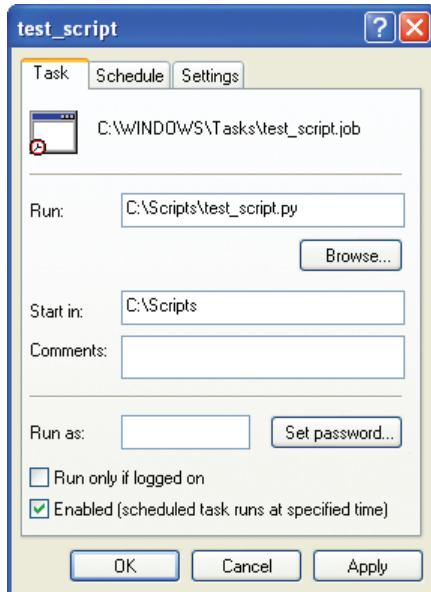 test_script
Task Schedule Settings
C:\WINDOWS\Tasks\test_script.job
Run: C:\Scripts\test_script.py
Browse...
Start in: C:\Scripts
Comments:
Run as: Set password...
Run only if logged on
Enabled (scheduled task runs at specified time)
OK Cancel Apply